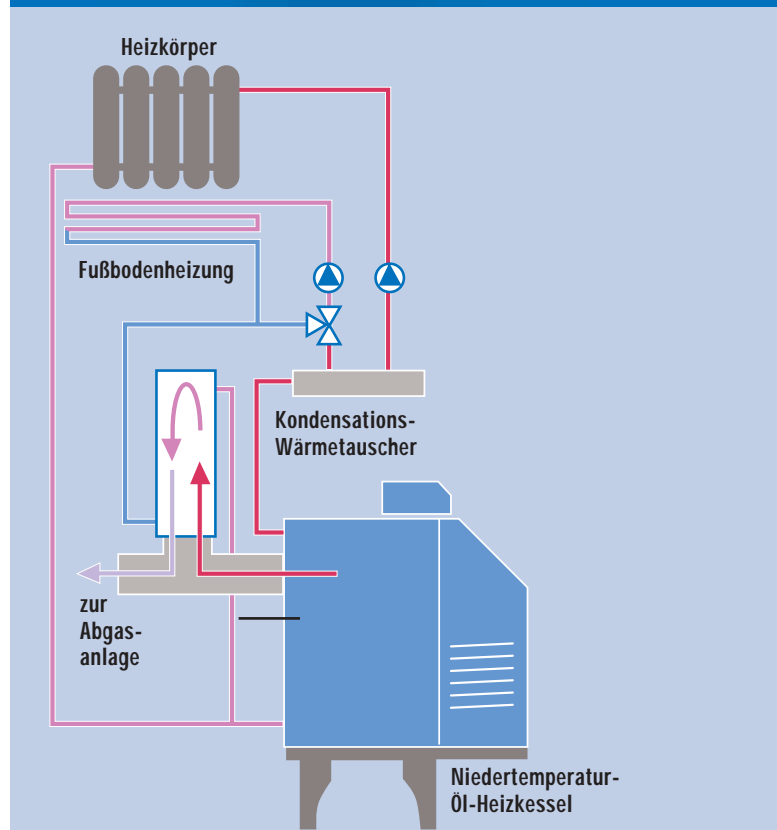 Heizkörper
Fußbodenheizung
Kondensations-
Wärmetauscher
zur
Abgas-
anlage
Niedertemperatur-
Öl-Heizkessel